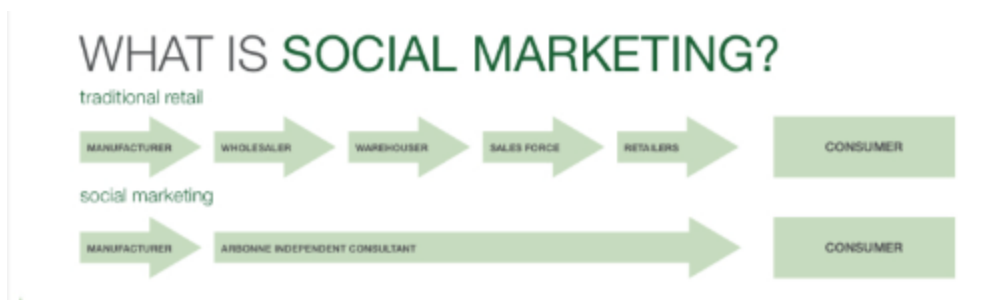 WHAT IS SOCIAL MARKETING?
traditional retail
MANUFACTURER WHOLESALER WAREHOUSER SALES FORCE RETAILERS CONSUMER
social marketing
MANUFACTURER ARBONNE INDEPENDENT CONSULTANT CONSUMER